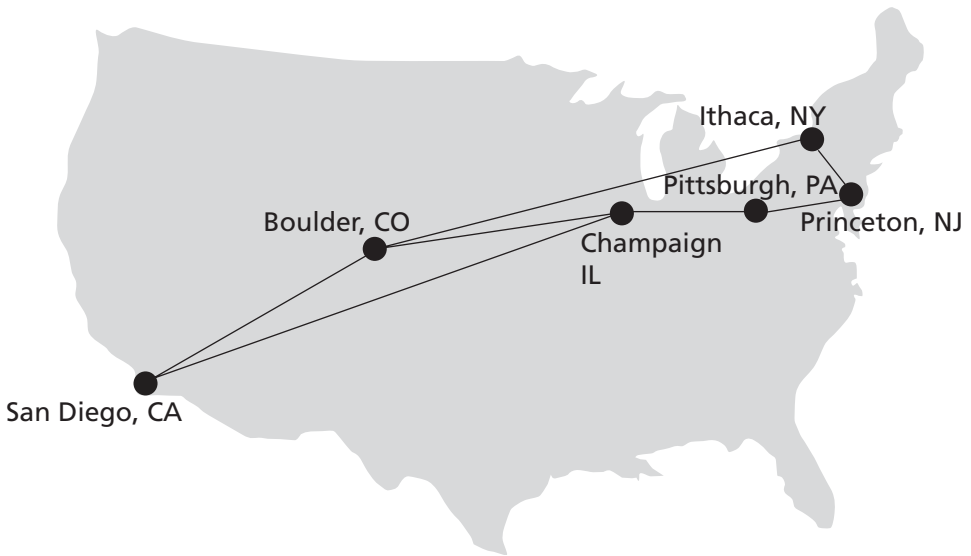 Ithaca, NY
Pittsburgh, PA
Princeton, NJ
Boulder, CO
Champaign
IL
San Diego, CA